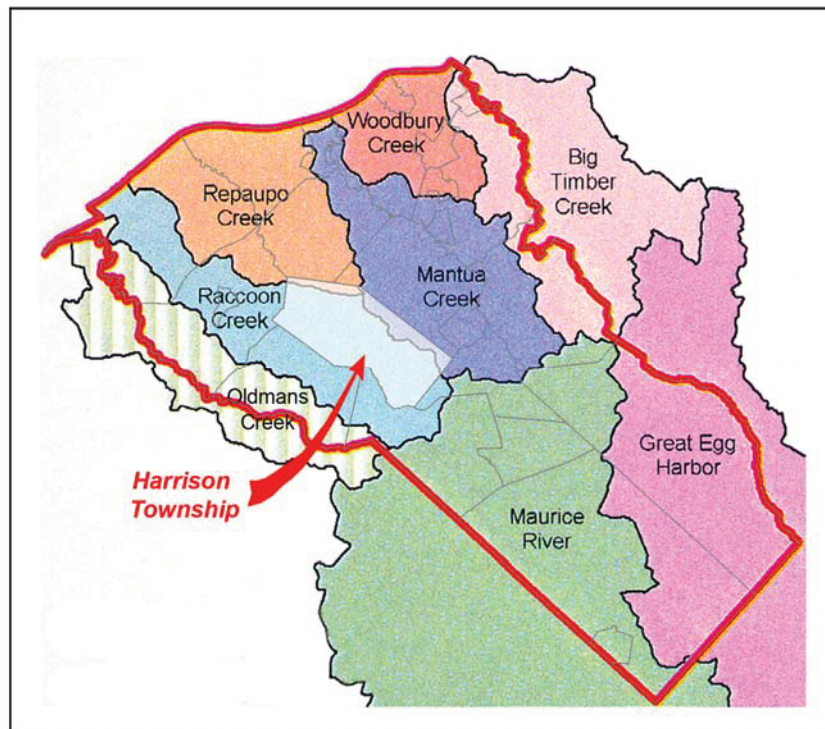 Woodbury
Creek
Big
Timber
Creek
Repaupo
Creek
Mantua
Creek
Raccoon
Creek
Oldmans
Creek
Great Egg
Harbor
Harrison
Township
Maurice
River